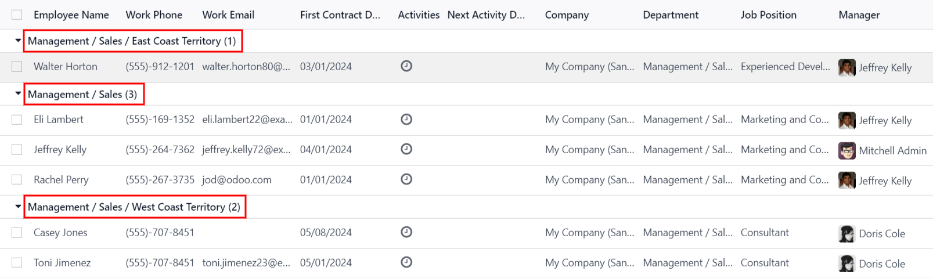 Employee Name Work Phone Work Email First Contract D... Activities Next Activity D... Company Department Job Position Manager
Management / Sales / East Coast Territory (1)
Walter Horton (555)-912-1201 walter.horton80@... 03/01/2024 My Company (San... Management / Sal... Experienced Devel... Jeffrey Kelly
Management / Sales (3)
Eli Lambert (555)-169-1352 eli.lambert22@exa... 01/01/2024 My Company (San... Management / Sal... Marketing and Co... Jeffrey Kelly
Jeffrey Kelly (555)-264-7362 jeffrey.kelly72@ex... 04/01/2024 My Company (San... Management / Sal... Marketing and Co... Mitchell Admin
Rachel Perry (555)-267-3735 jod@odoo.com 01/01/2024 My Company (San... Management / Sal... Marketing and Co... Jeffrey Kelly
Management / Sales / West Coast Territory (2)
Casey Jones (555)-707-8451 05/08/2024 My Company (San... Management / Sal... Consultant Doris Cole
Toni Jimenez (555)-707-8451 toni.jimenez23@e... 05/01/2024 My Company (San... Management / Sal... Consultant Doris Cole